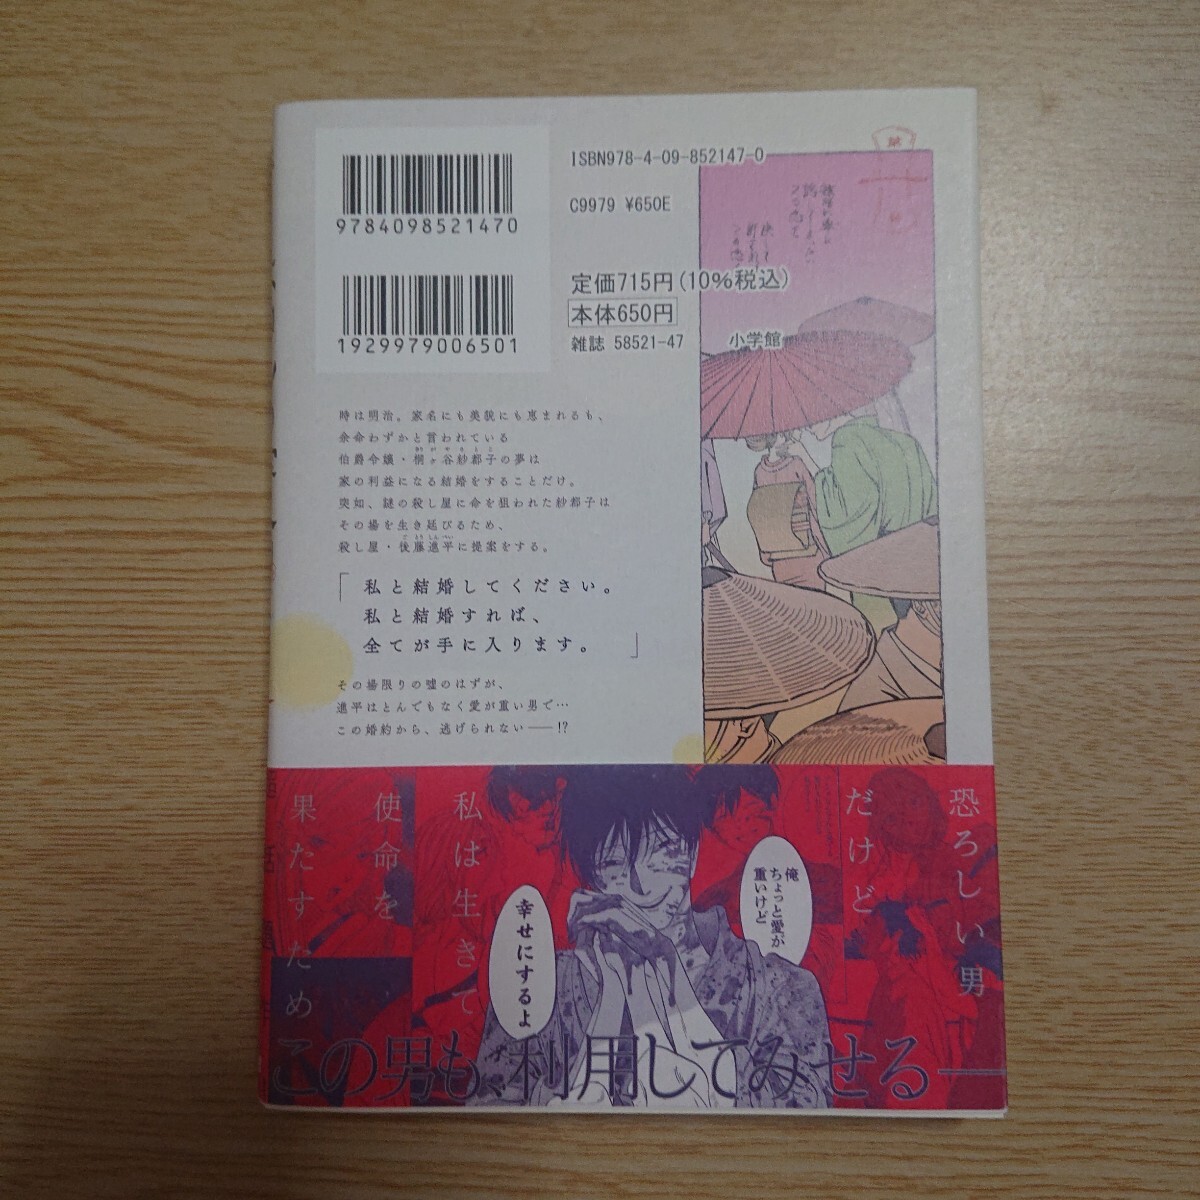 ISBN978-4-09-852147-0
C9979 ¥650E
9784098521470
定価715円(10%税込)
本体650円
雑誌 58521-47
小学館
1929979006501
時は明治。家名にも美貌にも恵まれるも、
余命わずかと言われている
伯爵令嬢・桐ヶ谷紗都子の夢は
家の利益になる結婚をすることだけ。
突如、謎の殺し屋に命を狙われた紗都子は
その場を生き延びるため、
殺し屋・後藤進平に提案をする。
「私と結婚してください。
私と結婚すれば、
全てが手に入ります。」
その場限りの嘘のはずが、
進平はとんでもなく愛が重い男で…
この婚約から、逃げられない――!?
恐ろしい男
だけど
俺
ちょっと愛が
重いけど
幸せにするよ
私は生きて
使命を
果たすため
この男も、利用してみせる―